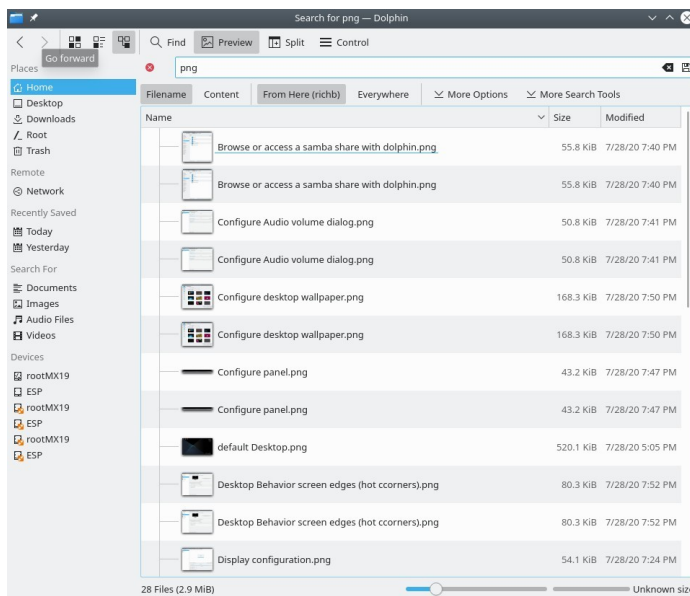 Search for png — Dolphin
Find
Preview
Split
Control
Go forward
Places
Home
Desktop
Downloads
Root
Trash
Remote
Network
Recently Saved
Today
Yesterday
Search For
Documents
Images
Audio Files
Videos
Devices
rootMX19
ESP
rootMX19
ESP
rootMX19
ESP
png
Filename Content From Here (richb) Everywhere More Options More Search Tools
Name Size Modified
Browse or access a samba share with dolphin.png 55.8 KiB 7/28/20 7:40 PM
Browse or access a samba share with dolphin.png 55.8 KiB 7/28/20 7:40 PM
Configure Audio volume dialog.png 50.8 KiB 7/28/20 7:41 PM
Configure Audio volume dialog.png 50.8 KiB 7/28/20 7:41 PM
Configure desktop wallpaper.png 168.3 KiB 7/28/20 7:50 PM
Configure desktop wallpaper.png 168.3 KiB 7/28/20 7:50 PM
Configure panel.png 43.2 KiB 7/28/20 7:47 PM
Configure panel.png 43.2 KiB 7/28/20 7:47 PM
default Desktop.png 520.1 KiB 7/28/20 5:05 PM
Desktop Behavior screen edges (hot ccorners).png 80.3 KiB 7/28/20 7:52 PM
Desktop Behavior screen edges (hot ccorners).png 80.3 KiB 7/28/20 7:52 PM
Display configuration.png 54.1 KiB 7/28/20 7:24 PM
28 Files (2.9 MiB) Unknown size